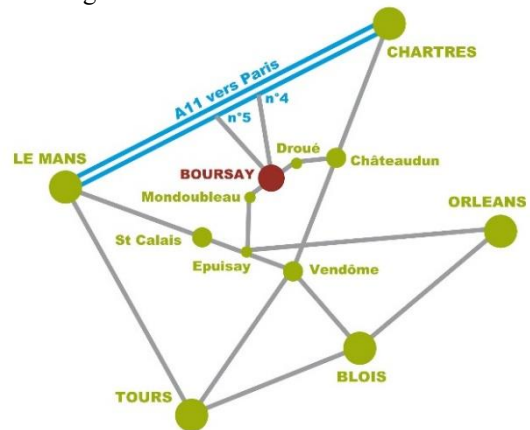 CHARTRES
A11 vers Paris
n°4
n°5
Droué
Châteaudun
LE MANS
BOURSAY
Mondoubleau
ORLEANS
St Calais
Epuisay
Vendôme
BLOIS
TOURS